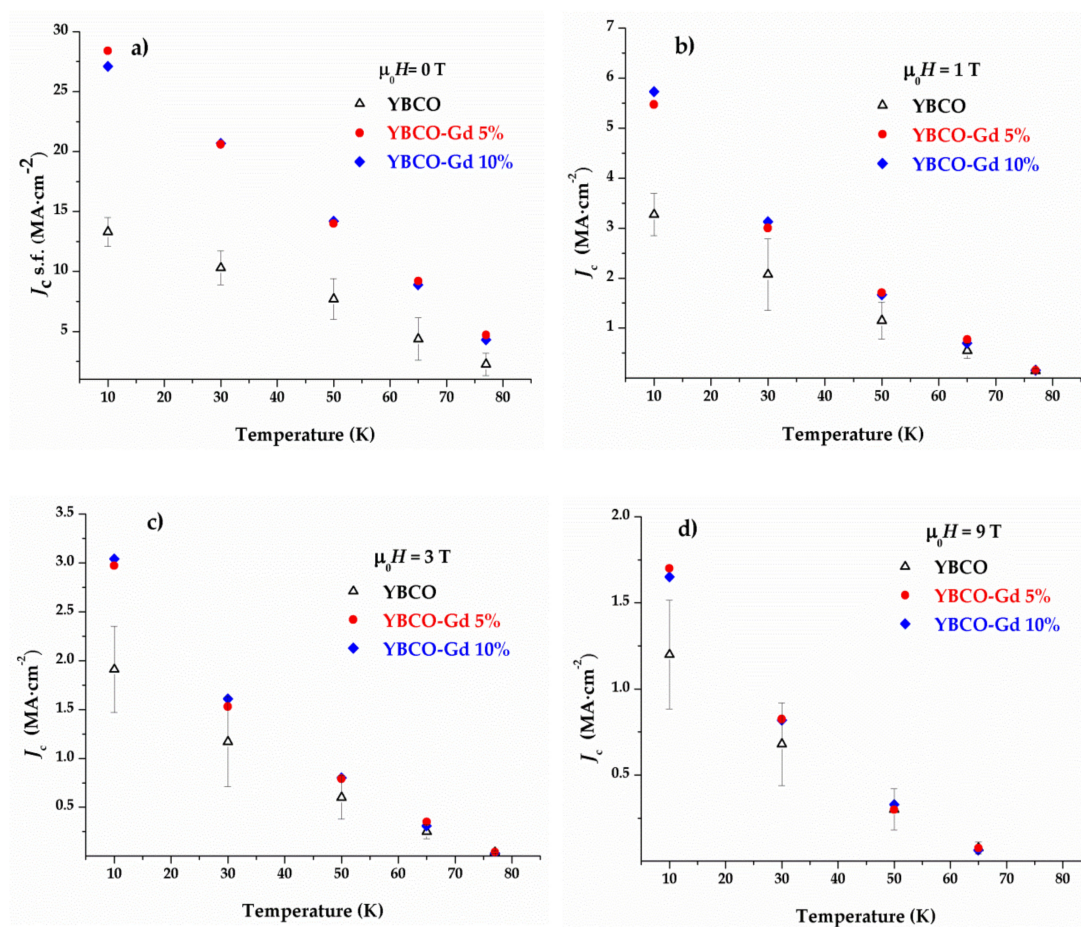 a)
μ₀H= 0 T
YBCO
YBCO-Gd 5%
YBCO-Gd 10%
30
25
20
15
10
5
Jc s.f. (MA·cm⁻²)
10 20 30 40 50 60 70 80
Temperature (K)
b)
μ₀H = 1 T
YBCO
YBCO-Gd 5%
YBCO-Gd 10%
7
6
5
4
3
2
1
Jc (MA·cm⁻²)
10 20 30 40 50 60 70 80
Temperature (K)
c)
μ₀H = 3 T
YBCO
YBCO-Gd 5%
YBCO-Gd 10%
3.0
2.5
2.0
1.5
1.0
0.5
Jc (MA·cm⁻²)
10 20 30 40 50 60 70 80
Temperature (K)
d)
μ₀H = 9 T
YBCO
YBCO-Gd 5%
YBCO-Gd 10%
2.0
1.5
1.0
0.5
Jc (MA·cm⁻²)
10 20 30 40 50 60 70 80
Temperature (K)